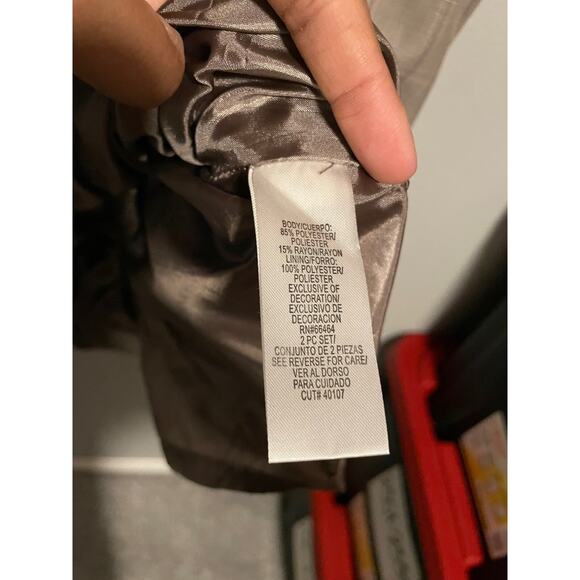 BODY/CUERPO:
85% POLYESTER/
POLIESTER
15% RAYON/RAYON
LINING/FORRO:
100% POLYESTER/
POLIESTER
EXCLUSIVE OF
DECORATION/
EXCLUSIVO DE
DECORACION
RN#66464
2 PC SET/
CONJUNTO DE 2 PIEZAS
SEE REVERSE FOR CARE/
VER AL DORSO
PARA CUIDADO
CUT# 40107